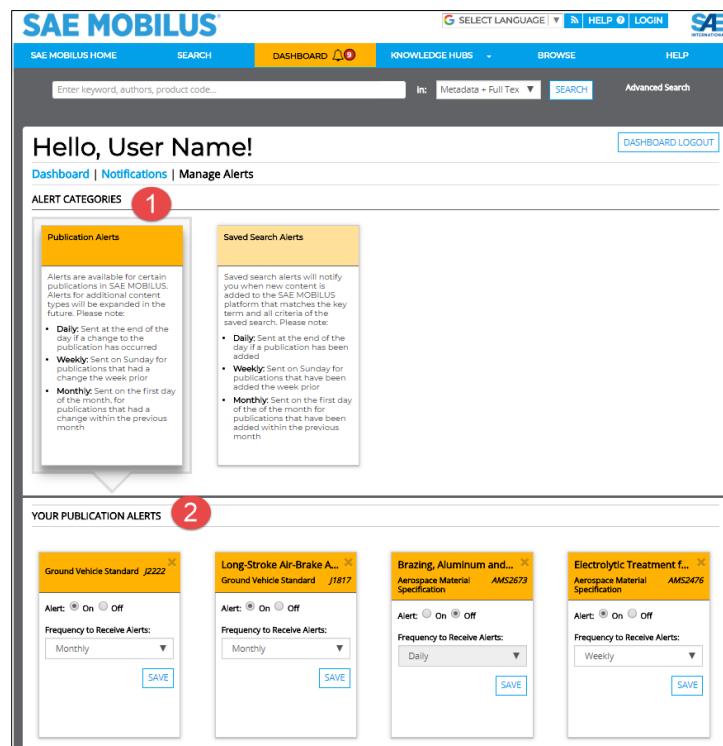 SAE MOBILUS®
G SELECT LANGUAGE ▼ HELP LOGIN SAE INTERNATIONAL
SAE MOBILUS HOME SEARCH DASHBOARD 9 KNOWLEDGE HUBS BROWSE HELP
Enter keyword, authors, product code... in: Metadata + Full Tex ▼ SEARCH Advanced Search
Hello, User Name!
DASHBOARD LOGOUT
Dashboard | Notifications | Manage Alerts
ALERT CATEGORIES 1
Publication Alerts
Alerts are available for certain
publications in SAE MOBILUS.
Alerts for additional content
types will be expanded in the
future. Please note:
• Daily: Sent at the end of the
day if a change to the
publication has occurred
• Weekly: Sent on Sunday for
publications that had a
change the week prior
• Monthly: Sent on the first day
of the month, for
publications that had a
change within the previous
month
Saved Search Alerts
Saved search alerts will notify
you when new content is
added to the SAE MOBILUS
platform that matches the key
term and all criteria of the
saved search. Please note:
• Daily: Sent at the end of the
day if a publication has been
added
• Weekly: Sent on Sunday for
publications that have been
added the week prior
• Monthly: Sent on the first day
of the of the month for
publications that have been
added within the previous
month
YOUR PUBLICATION ALERTS 2
Ground Vehicle Standard J2222 ×
Alert: On Off
Frequency to Receive Alerts:
Monthly ▼
SAVE
Long-Stroke Air-Brake A... ×
Ground Vehicle Standard J1817
Alert: On Off
Frequency to Receive Alerts:
Monthly ▼
SAVE
Brazing, Aluminum and... ×
Aerospace Material AMS2673
Specification
Alert: On Off
Frequency to Receive Alerts:
Daily ▼
SAVE
Electrolytic Treatment f... ×
Aerospace Material AMS2476
Specification
Alert: On Off
Frequency to Receive Alerts:
Weekly ▼
SAVE